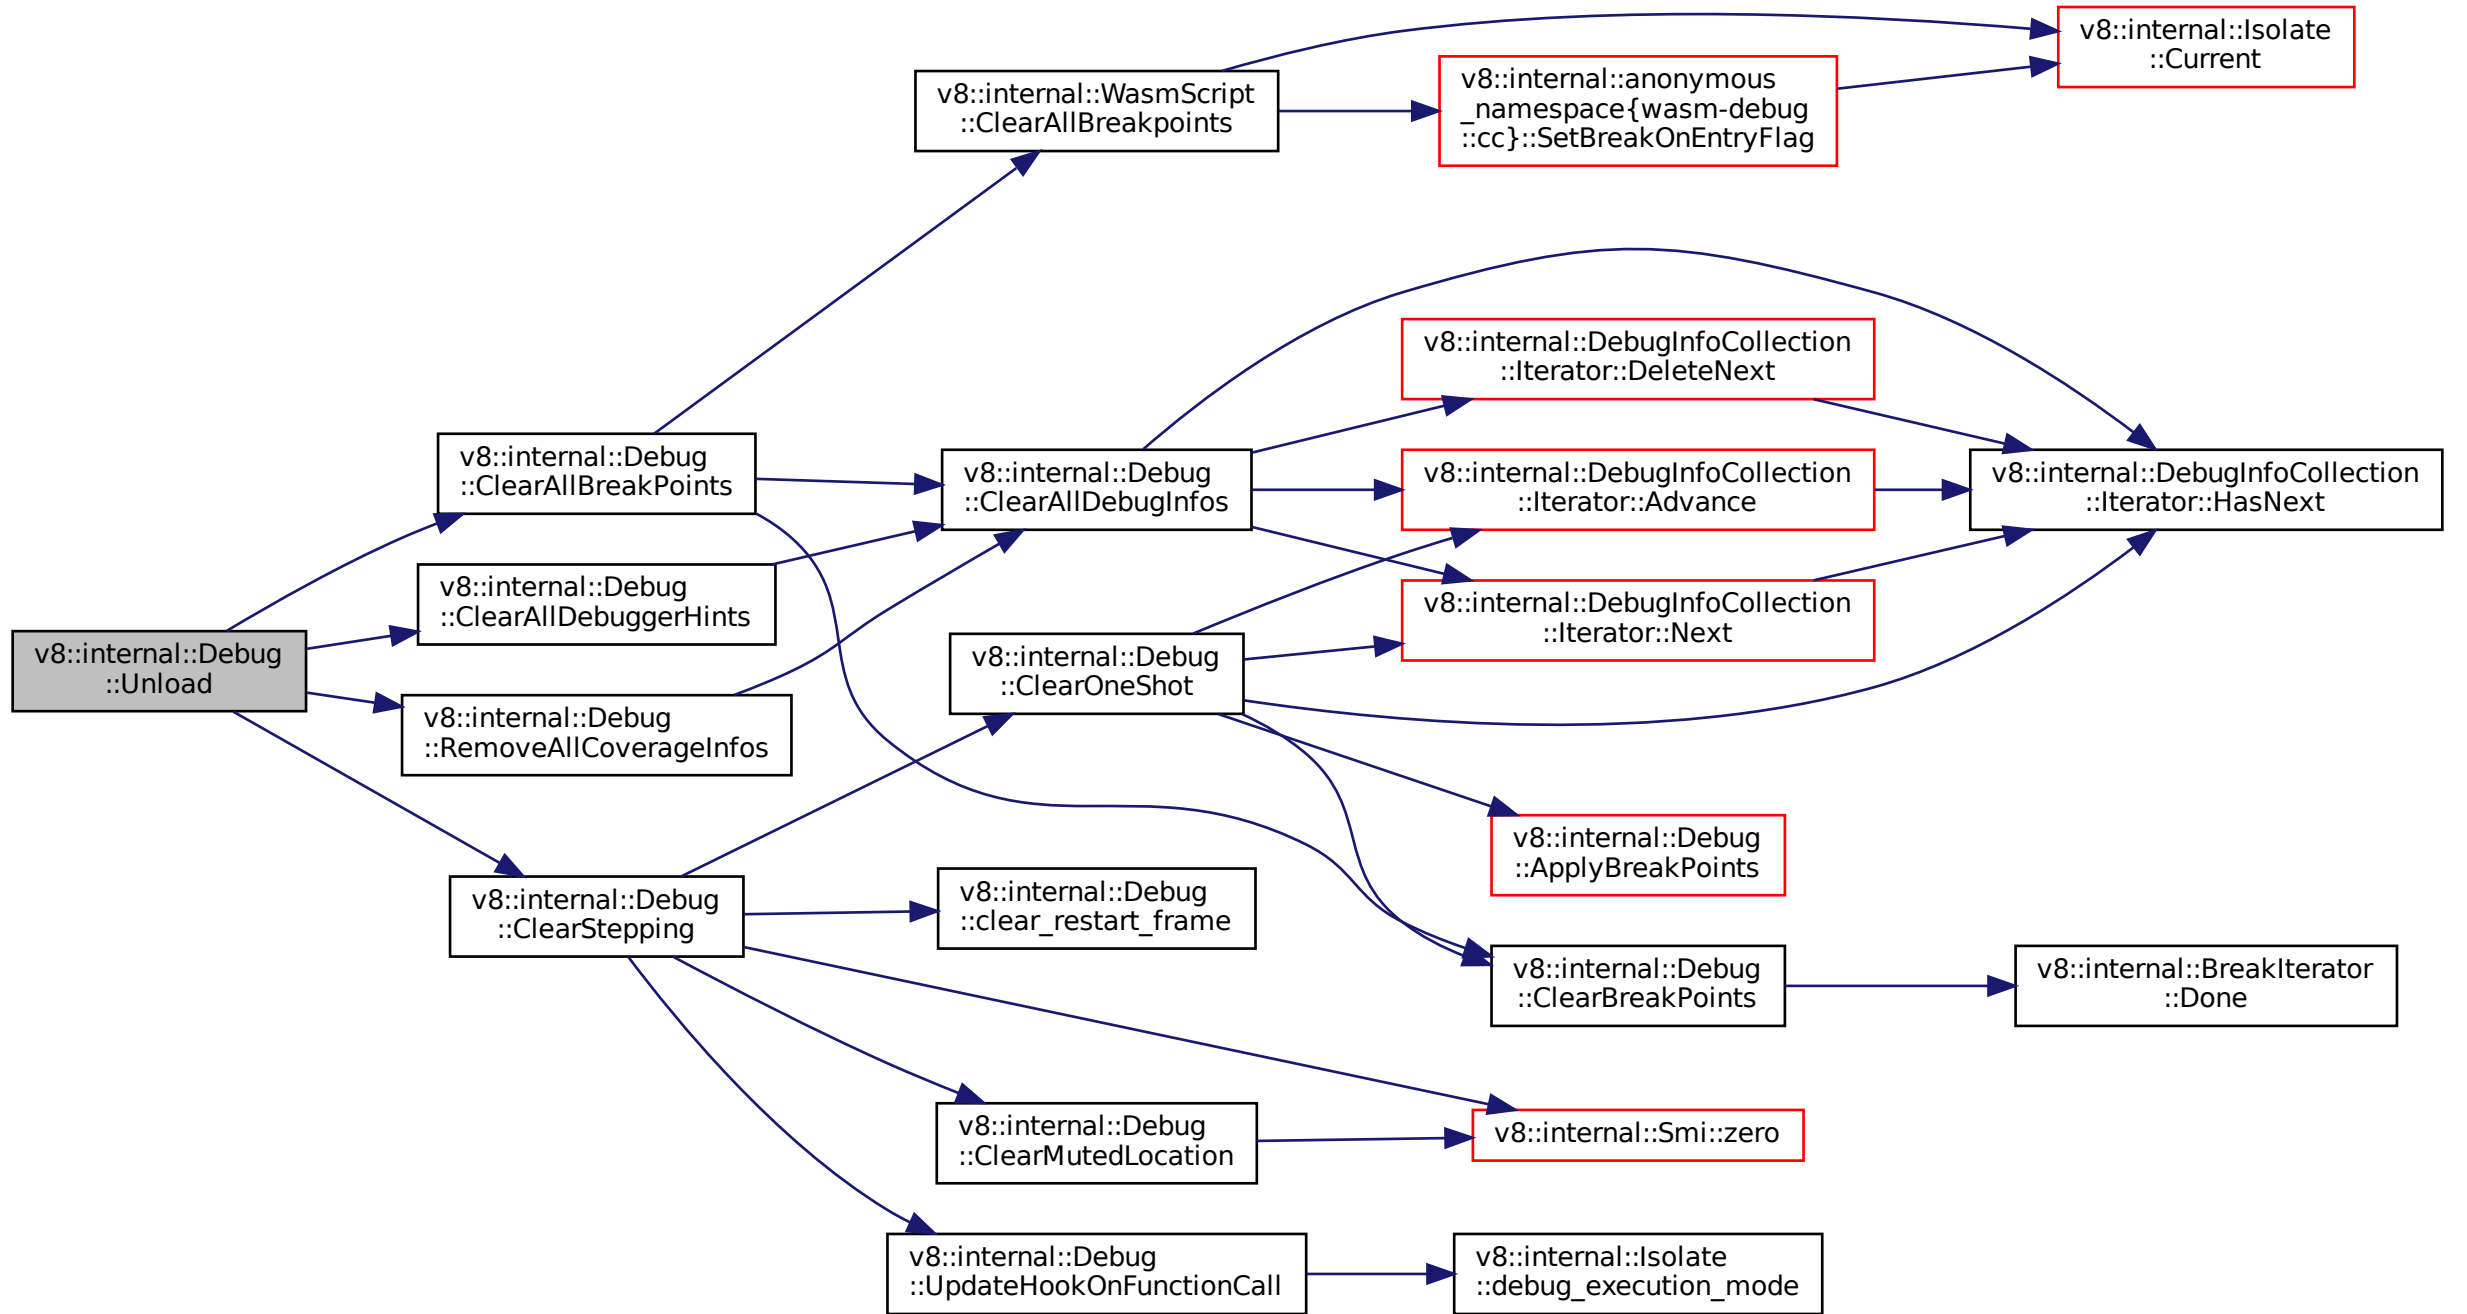 v8::internal::Debug
::Unload
v8::internal::Debug
::ClearAllBreakPoints
v8::internal::Debug
::ClearAllDebuggerHints
v8::internal::Debug
::RemoveAllCoverageInfos
v8::internal::Debug
::ClearStepping
v8::internal::WasmScript
::ClearAllBreakpoints
v8::internal::Debug
::ClearAllDebugInfos
v8::internal::Debug
::ClearOneShot
v8::internal::Debug
::clear_restart_frame
v8::internal::Debug
::ClearMutedLocation
v8::internal::Debug
::UpdateHookOnFunctionCall
v8::internal::anonymous
_namespace{wasm-debug
::cc}::SetBreakOnEntryFlag
v8::internal::DebugInfoCollection
::Iterator::DeleteNext
v8::internal::DebugInfoCollection
::Iterator::Advance
v8::internal::DebugInfoCollection
::Iterator::Next
v8::internal::Debug
::ApplyBreakPoints
v8::internal::Debug
::ClearBreakPoints
v8::internal::Smi::zero
v8::internal::Isolate
::debug_execution_mode
v8::internal::Isolate
::Current
v8::internal::DebugInfoCollection
::Iterator::HasNext
v8::internal::BreakIterator
::Done